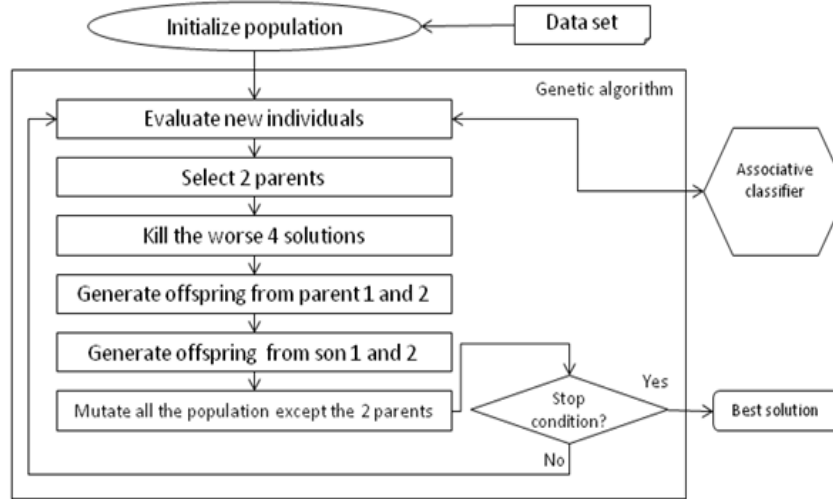 Initialize population
Data set
Genetic algorithm
Evaluate new individuals
Associative
classifier
Select 2 parents
Kill the worse 4 solutions
Generate offspring from parent 1 and 2
Generate offspring from son 1 and 2
Mutate all the population except the 2 parents
Stop
condition?
Yes
Best solution
No